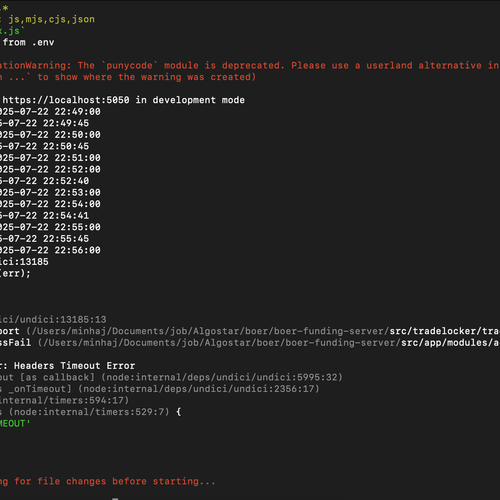 .*
: js,mjs,cjs,json
x.js`
from .env
ationWarning: The `punycode` module is deprecated. Please use a userland alternative in
n ...` to show where the warning was created)
https://localhost:5050 in development mode
025-07-22 22:49:00
5-07-22 22:49:45
025-07-22 22:50:00
5-07-22 22:50:45
025-07-22 22:51:00
025-07-22 22:52:00
5-07-22 22:52:40
025-07-22 22:53:00
025-07-22 22:54:00
5-07-22 22:54:41
025-07-22 22:55:00
5-07-22 22:55:45
025-07-22 22:56:00
ici:13185
(err);
ici/undici:13185:13
port (/Users/minhaj/Documents/job/Algostar/boer/boer-funding-server/src/tradelocker/tra
ssFail (/Users/minhaj/Documents/job/Algostar/boer/boer-funding-server/src/app/modules/a
r: Headers Timeout Error
out [as callback] (node:internal/deps/undici/undici:5995:32)
s _onTimeout] (node:internal/deps/undici/undici:2356:17)
internal/timers:594:17)
s (node:internal/timers:529:7) {
MEOUT'
ng for file changes before starting...